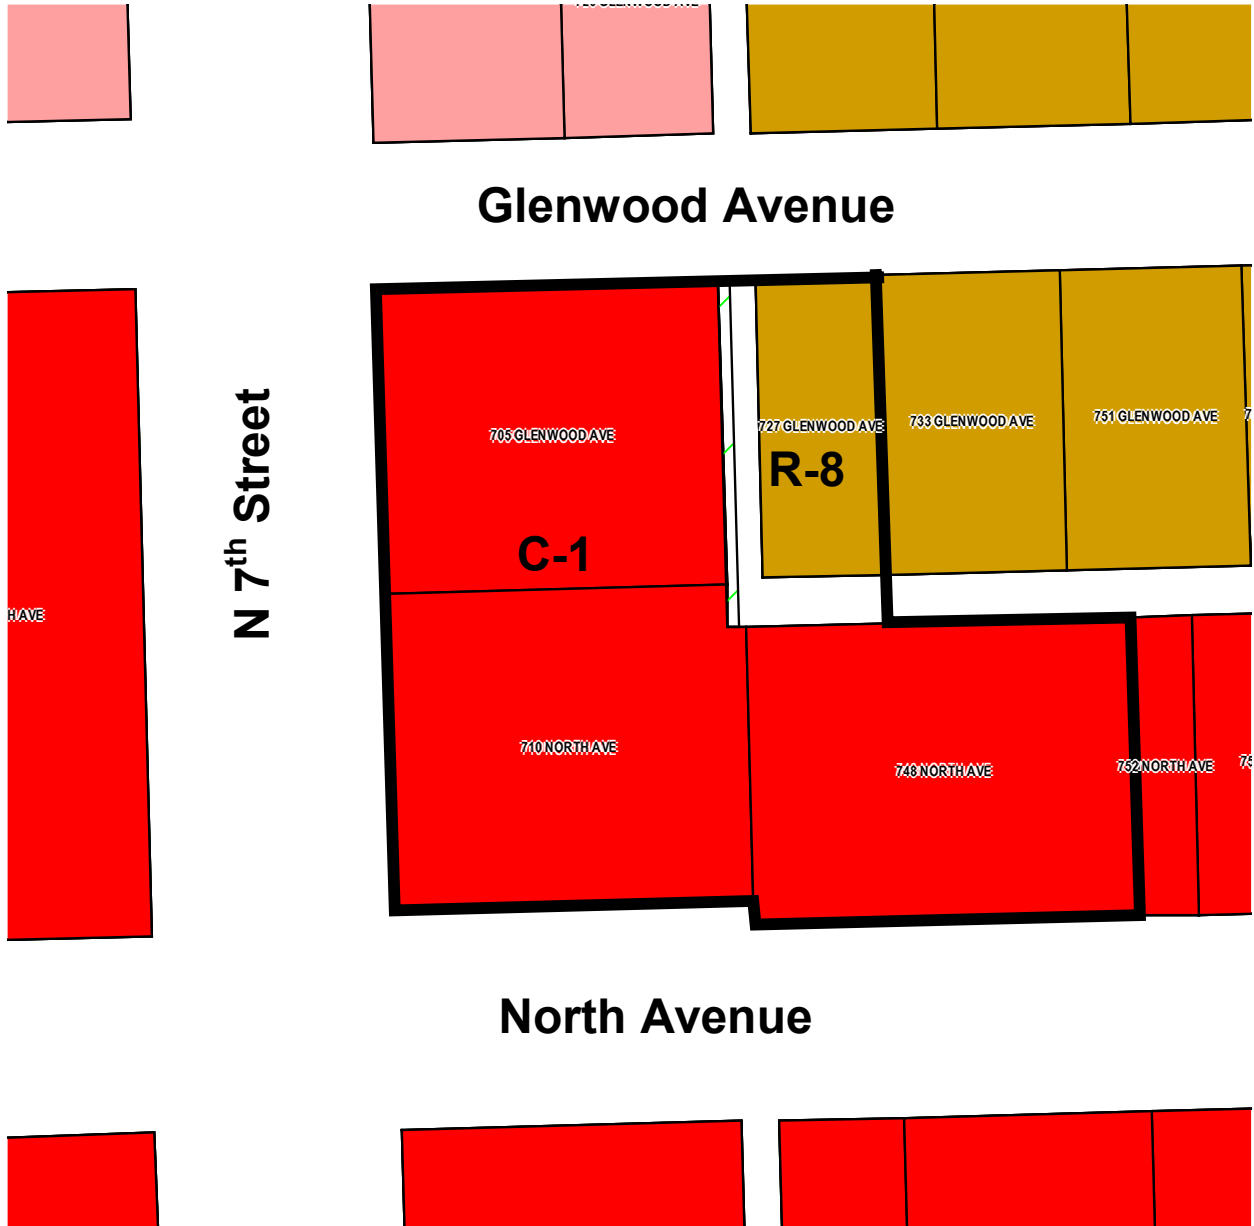 Glenwood Avenue
N 7th Street
705 GLENWOOD AVE
727 GLENWOOD AVE
733 GLENWOOD AVE
751 GLENWOOD AVE
R-8
C-1
H AVE
710 NORTH AVE
748 NORTH AVE
752 NORTH AVE
North Avenue